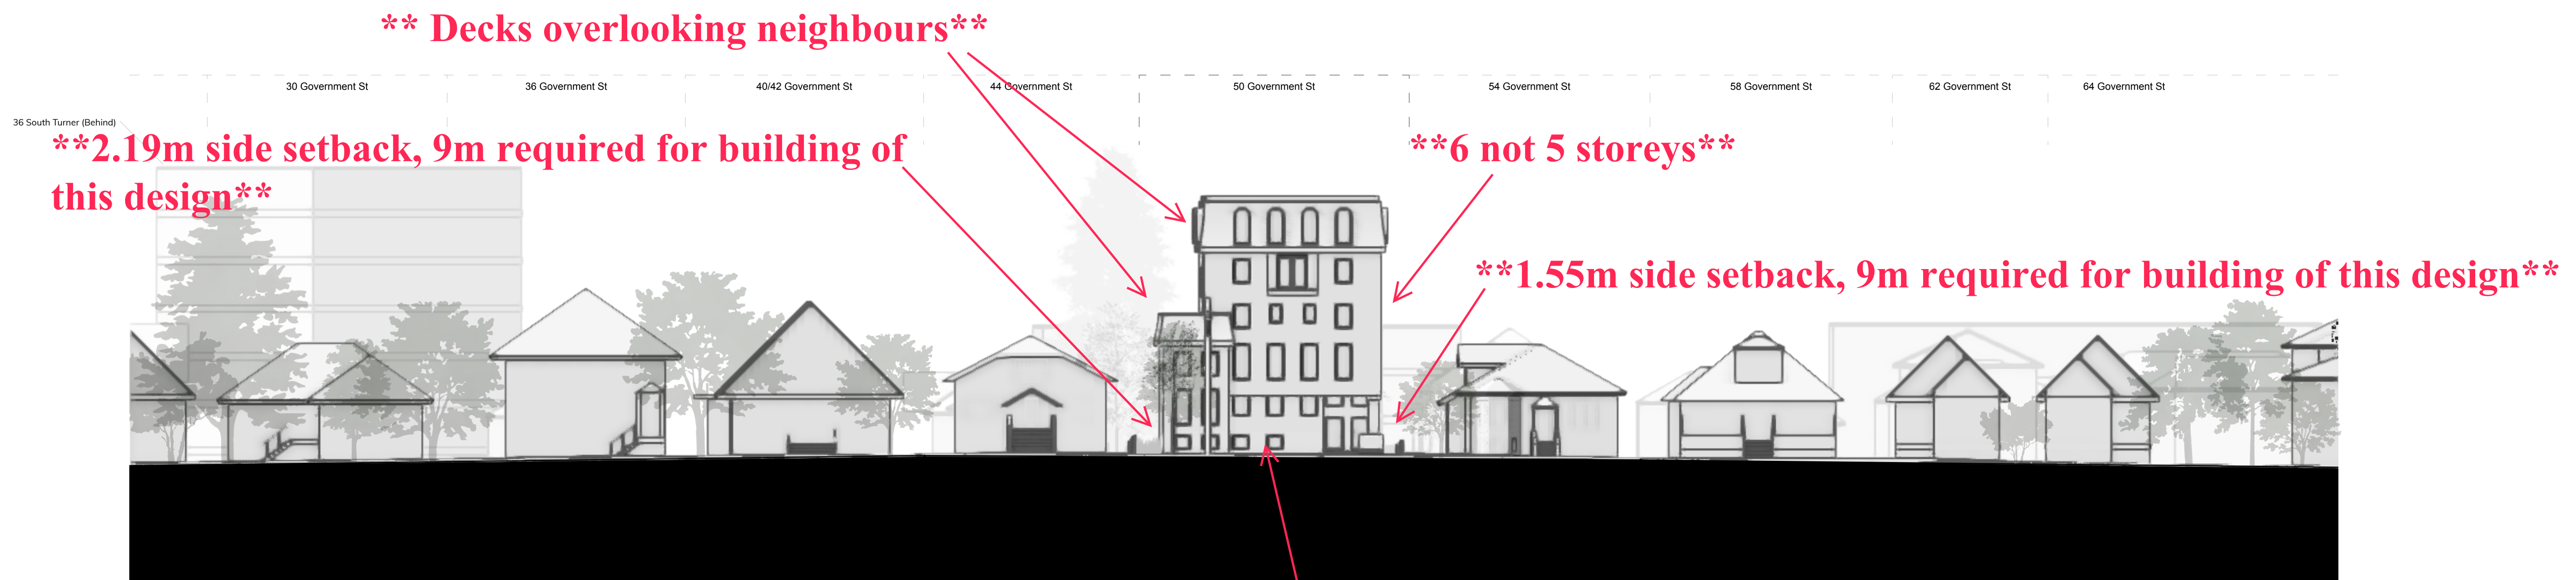 ** Decks overlooking neighbours**
30 Government St
36 Government St
40/42 Government St
44 Government St
50 Government St
54 Government St
58 Government St
62 Government St
64 Government St
36 South Turner (Behind)
**2.19m side setback, 9m required for building of
this design**
**6 not 5 storeys**
**1.55m side setback, 9m required for building of this design**